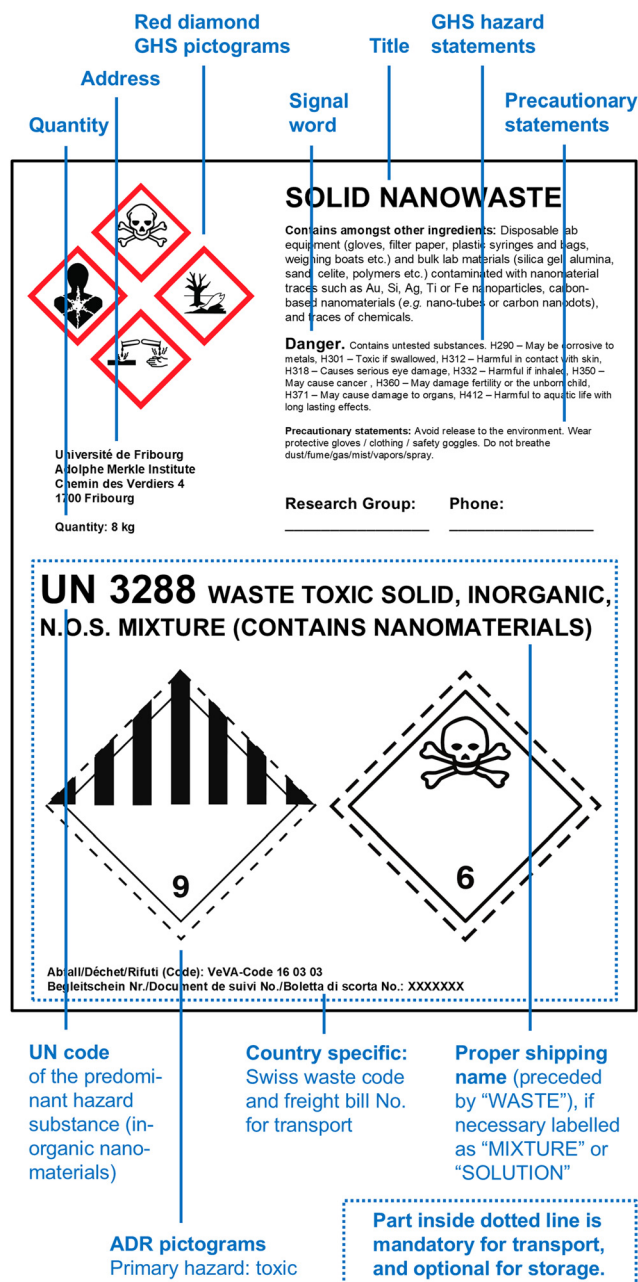 Red diamond
GHS pictograms
Title
GHS hazard
statements
Address
Quantity
Signal
word
Precautionary
statements
SOLID NANOWASTE
Contains amongst other ingredients: Disposable lab
equipment (gloves, filter paper, plastic syringes and bags,
weighing boats etc.) and bulk lab materials (silica gel, alumina,
sand, celite, polymers etc.) contaminated with nanomaterial
traces such as Au, Si, Ag, Ti or Fe nanoparticles, carbon-
based nanomaterials (e.g. nano-tubes or carbon nanodots),
and traces of chemicals.
Danger. Contains untested substances. H290 – May be corrosive to
metals, H301 – Toxic if swallowed, H312 – Harmful in contact with skin,
H318 – Causes serious eye damage, H332 – Harmful if inhaled, H350 –
May cause cancer , H360 – May damage fertility or the unborn child,
H371 – May cause damage to organs, H412 – Harmful to aquatic life with
long lasting effects.
Precautionary statements: Avoid release to the environment. Wear
protective gloves / clothing / safety goggles. Do not breathe
dust/fume/gas/mist/vapors/spray.
Université de Fribourg
Adolphe Merkle Institute
Chemin des Verdiers 4
1700 Fribourg
Quantity: 8 kg
Research Group: Phone:
UN 3288 WASTE TOXIC SOLID, INORGANIC,
N.O.S. MIXTURE (CONTAINS NANOMATERIALS)
9
6
Abfall/Déchet/Rifuti (Code): VeVA-Code 16 03 03
Begleitschein Nr./Document de suivi No./Boletta di scorta No.: XXXXXXX
UN code
of the predomi-
nant hazard
substance (in-
organic nano-
materials)
Country specific:
Swiss waste code
and freight bill No.
for transport
Proper shipping
name (preceded
by “WASTE”), if
necessary labelled
as “MIXTURE” or
“SOLUTION”
ADR pictograms
Primary hazard: toxic
Part inside dotted line is
mandatory for transport,
and optional for storage.